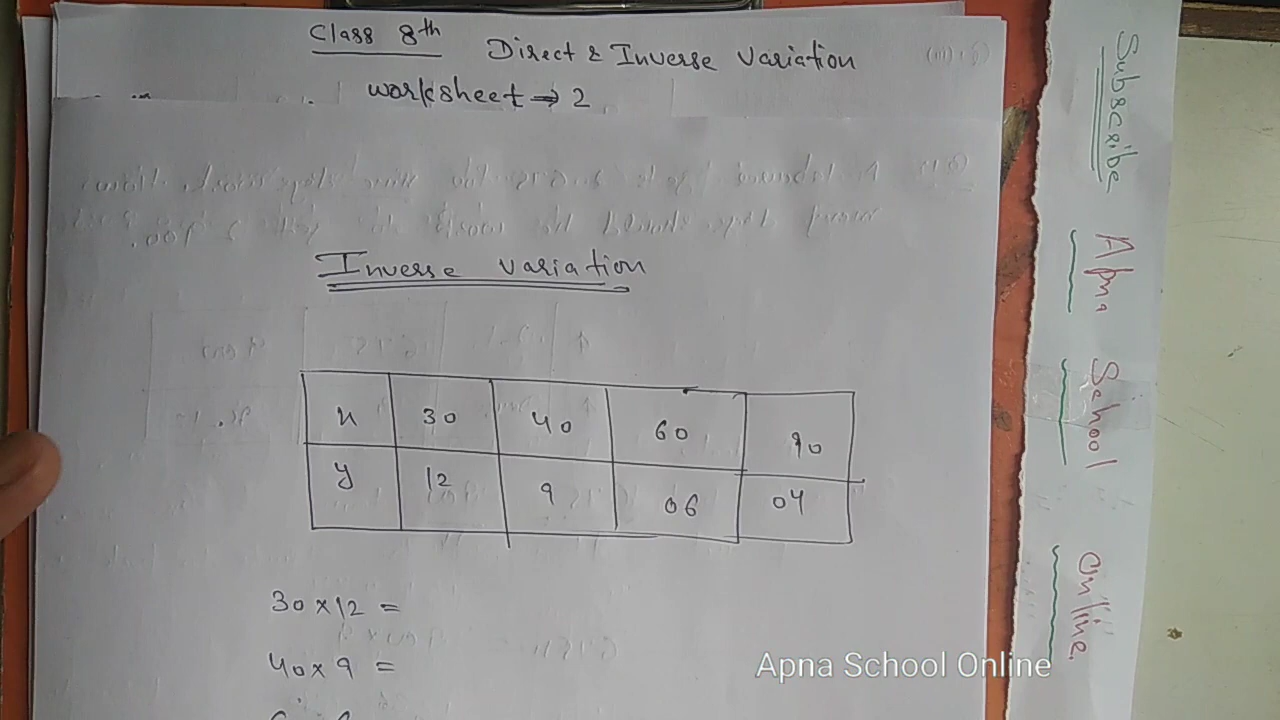 Class 8th Direct & Inverse Variation
worksheet → 2
Inverse variation
x 30 40 60 90
y 12 9 06 04
30 × 12 =
40 × 9 =
Apna School Online
Subscribe Apna School Online.